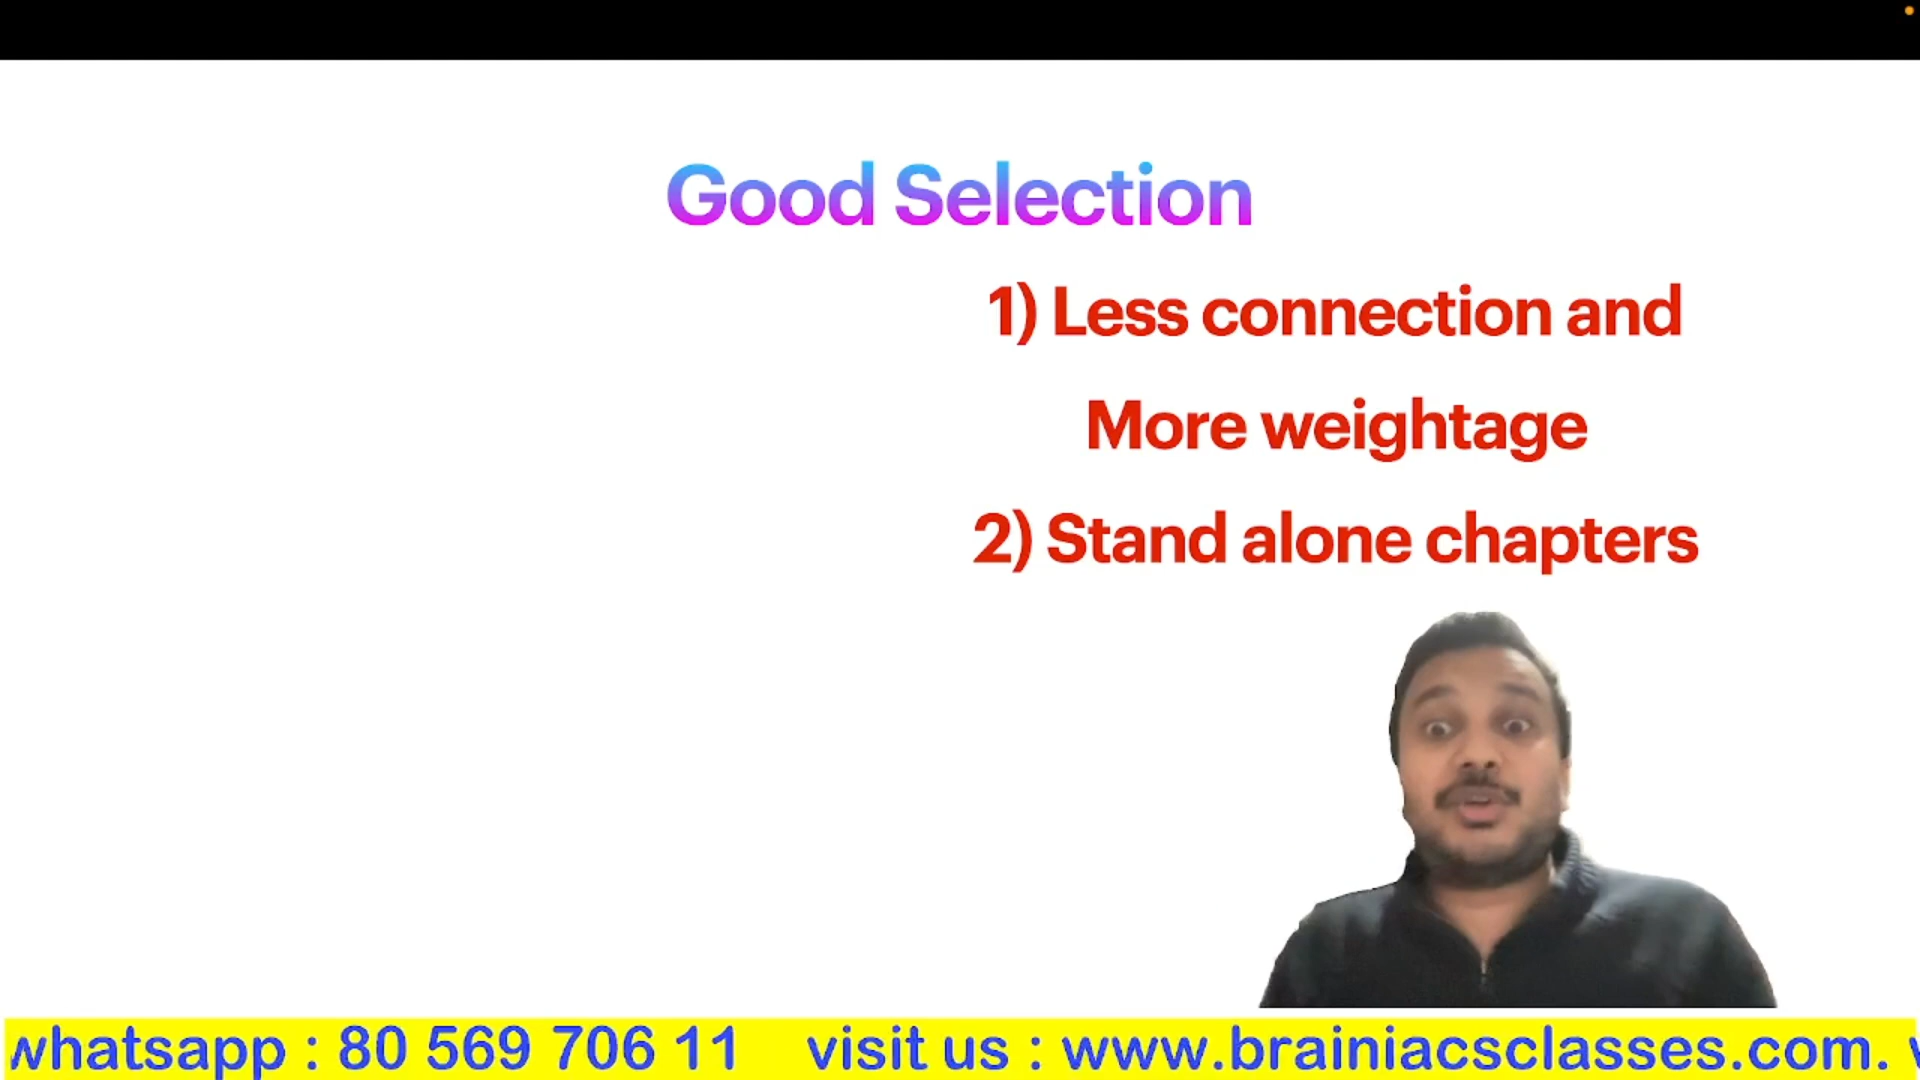 Good Selection
1) Less connection and
More weightage
2) Stand alone chapters
whatsapp : 80 569 706 11 visit us : www.brainiacsclasses.com.